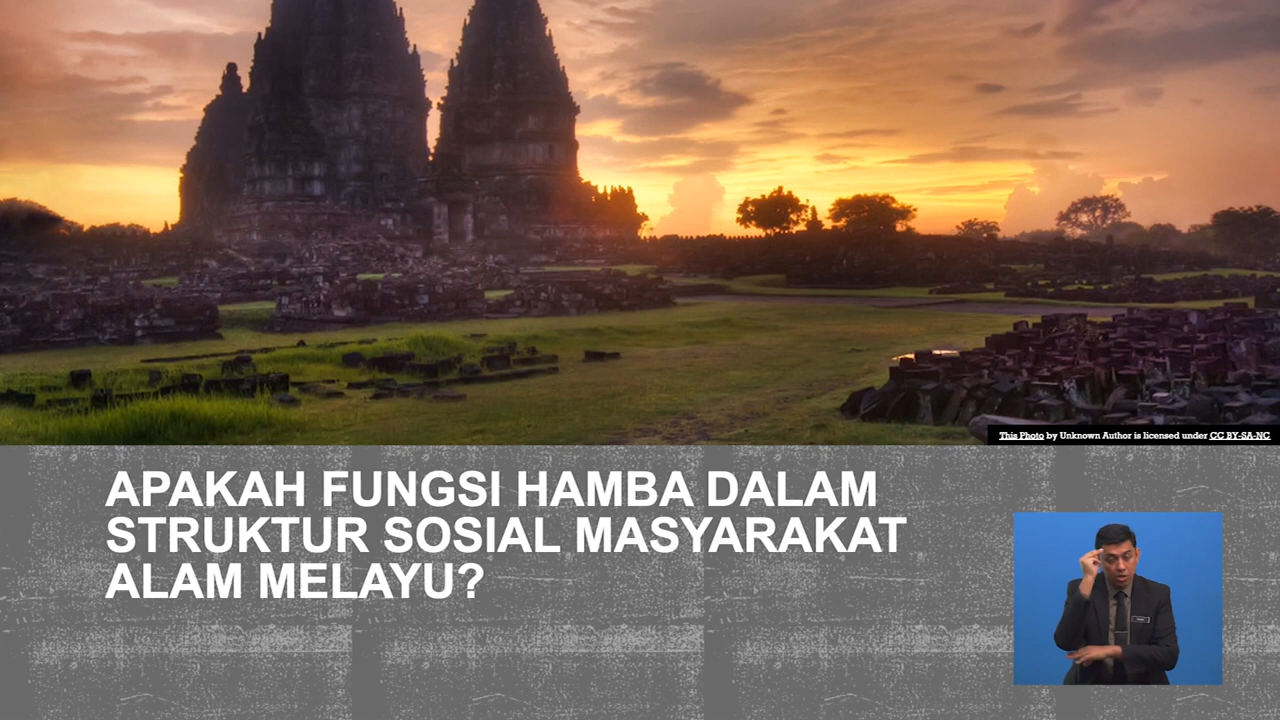 This Photo by Unknown Author is licensed under CC BY-SA-NC
APAKAH FUNGSI HAMBA DALAM
STRUKTUR SOSIAL MASYARAKAT
ALAM MELAYU?